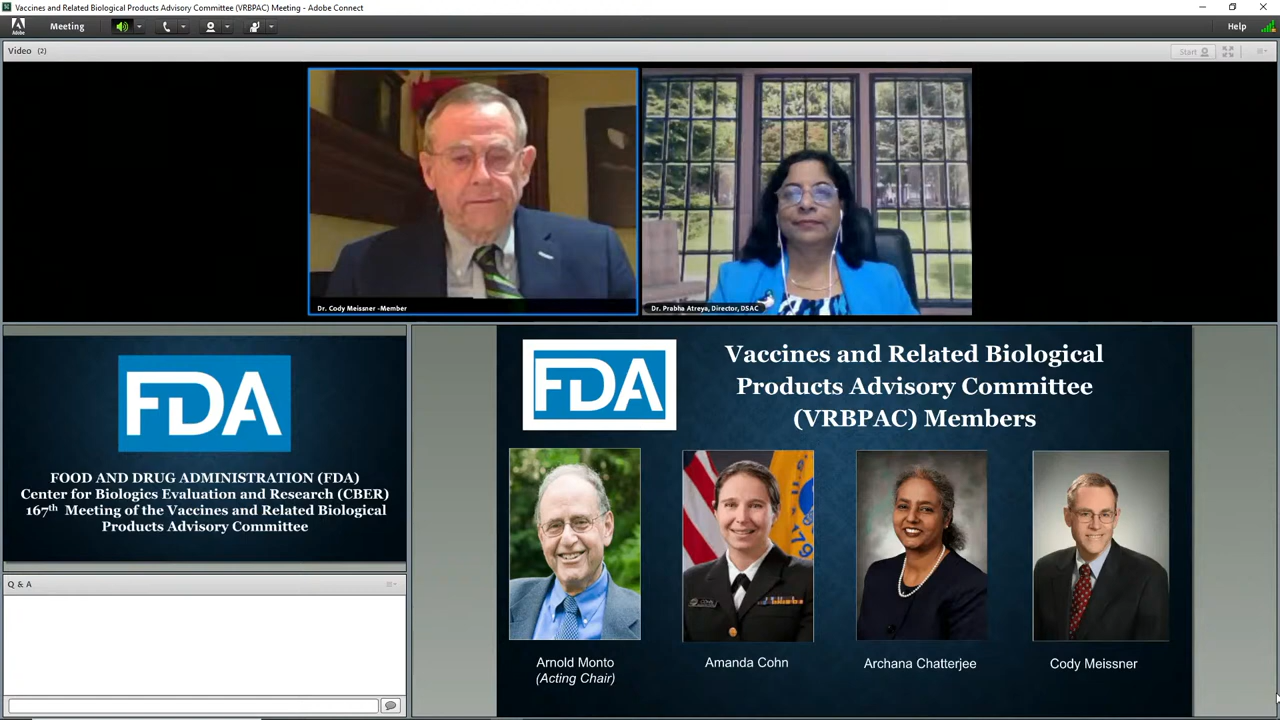 Vaccines and Related Biological Products Advisory Committee (VRBPAC) Meeting - Adobe Connect
Adobe
Meeting
Help
Video (2)
Start
Dr. Cody Meissner -Member
Dr. Prabha Atreya, Director, DSAC
FDA
FOOD AND DRUG ADMINISTRATION (FDA)
Center for Biologics Evaluation and Research (CBER)
167th Meeting of the Vaccines and Related Biological
Products Advisory Committee
Q & A
FDA
Vaccines and Related Biological
Products Advisory Committee
(VRBPAC) Members
Arnold Monto
(Acting Chair)
Amanda Cohn
Archana Chatterjee
Cody Meissner